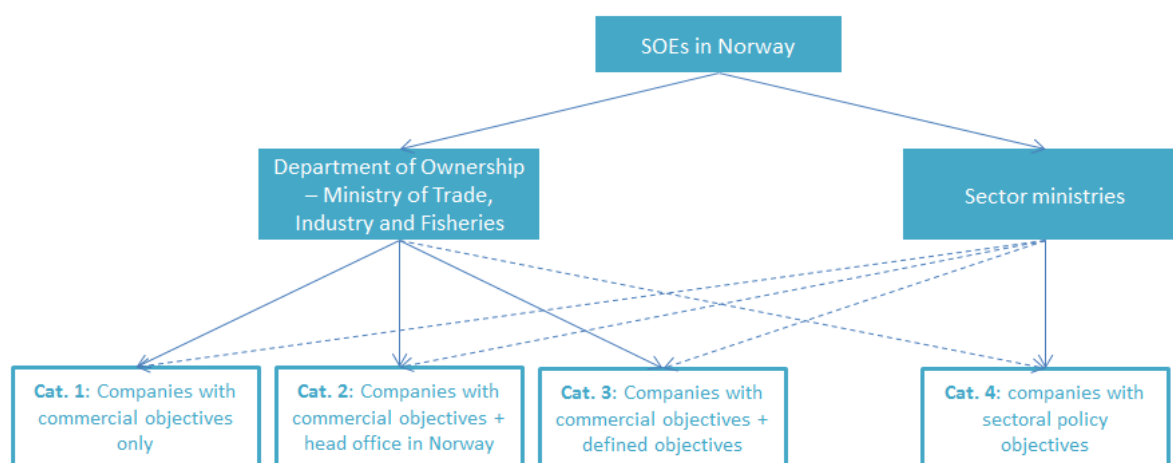 SOEs in Norway
Department of Ownership
– Ministry of Trade,
Industry and Fisheries
Sector ministries
Cat. 1: Companies with
commercial objectives
only
Cat. 2: Companies with
commercial objectives +
head office in Norway
Cat. 3: Companies with
commercial objectives +
defined objectives
Cat. 4: companies with
sectoral policy
objectives